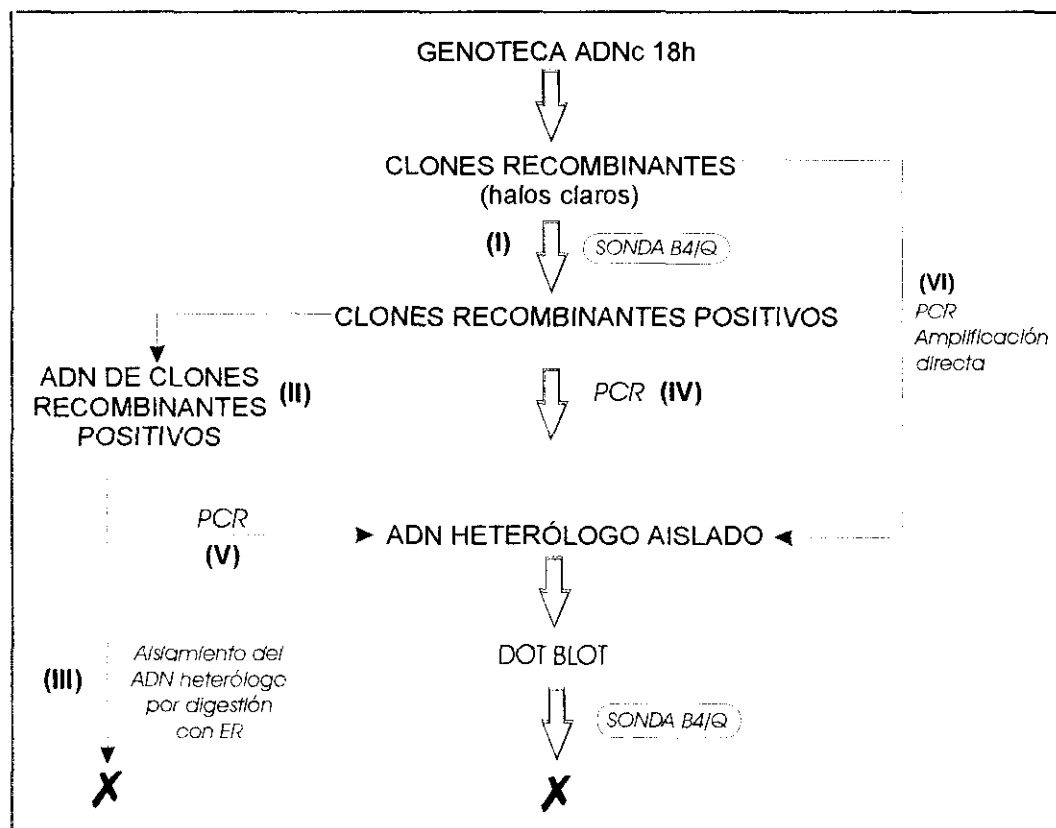 GENOTECA ADNc 18h
CLONES RECOMBINANTES
(halos claros)
(I)
SONDA B4/Q
(VI)
PCR
Amplificación
directa
CLONES RECOMBINANTES POSITIVOS
ADN DE CLONES
RECOMBINANTES
POSITIVOS
(II)
PCR (IV)
PCR
(V)
ADN HETERÓLOGO AISLADO
(III)
Aislamiento del
ADN heterólogo
por digestión
con ER
DOT BLOT
SONDA B4/Q
X
X